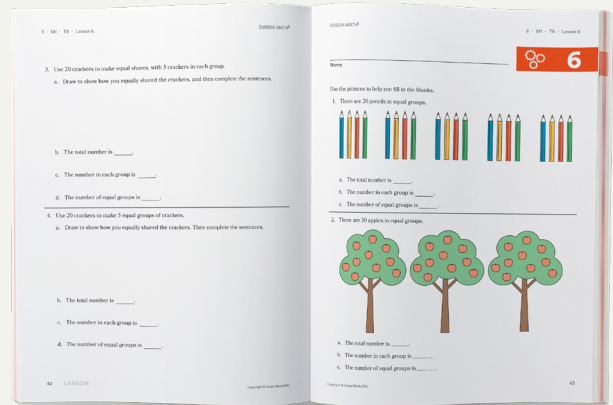 3 · M1 · TB · Lesson 6
EUREKA MATH²
3. Use 20 crackers to make equal shares, with 5 crackers in each group.
a. Draw to show how you equally shared the crackers, and then complete the sentences.
b. The total number is ______.
c. The number in each group is ______.
d. The number of equal groups is ______.
4. Use 20 crackers to make 5 equal groups of crackers.
a. Draw to show how you equally shared the crackers. Then complete the sentences.
b. The total number is ______.
c. The number in each group is ______.
d. The number of equal groups is ______.
42 LESSON
Copyright © Great Minds PBC
EUREKA MATH²
3 · M1 · TB · Lesson 6
6
Name
Use the pictures to help you fill in the blanks.
1. There are 20 pencils in equal groups.
a. The total number is ______.
b. The number in each group is ______.
c. The number of equal groups is ______.
2. There are 30 apples in equal groups.
a. The total number is ______.
b. The number in each group is ______.
c. The number of equal groups is ______.
Copyright © Great Minds PBC
43